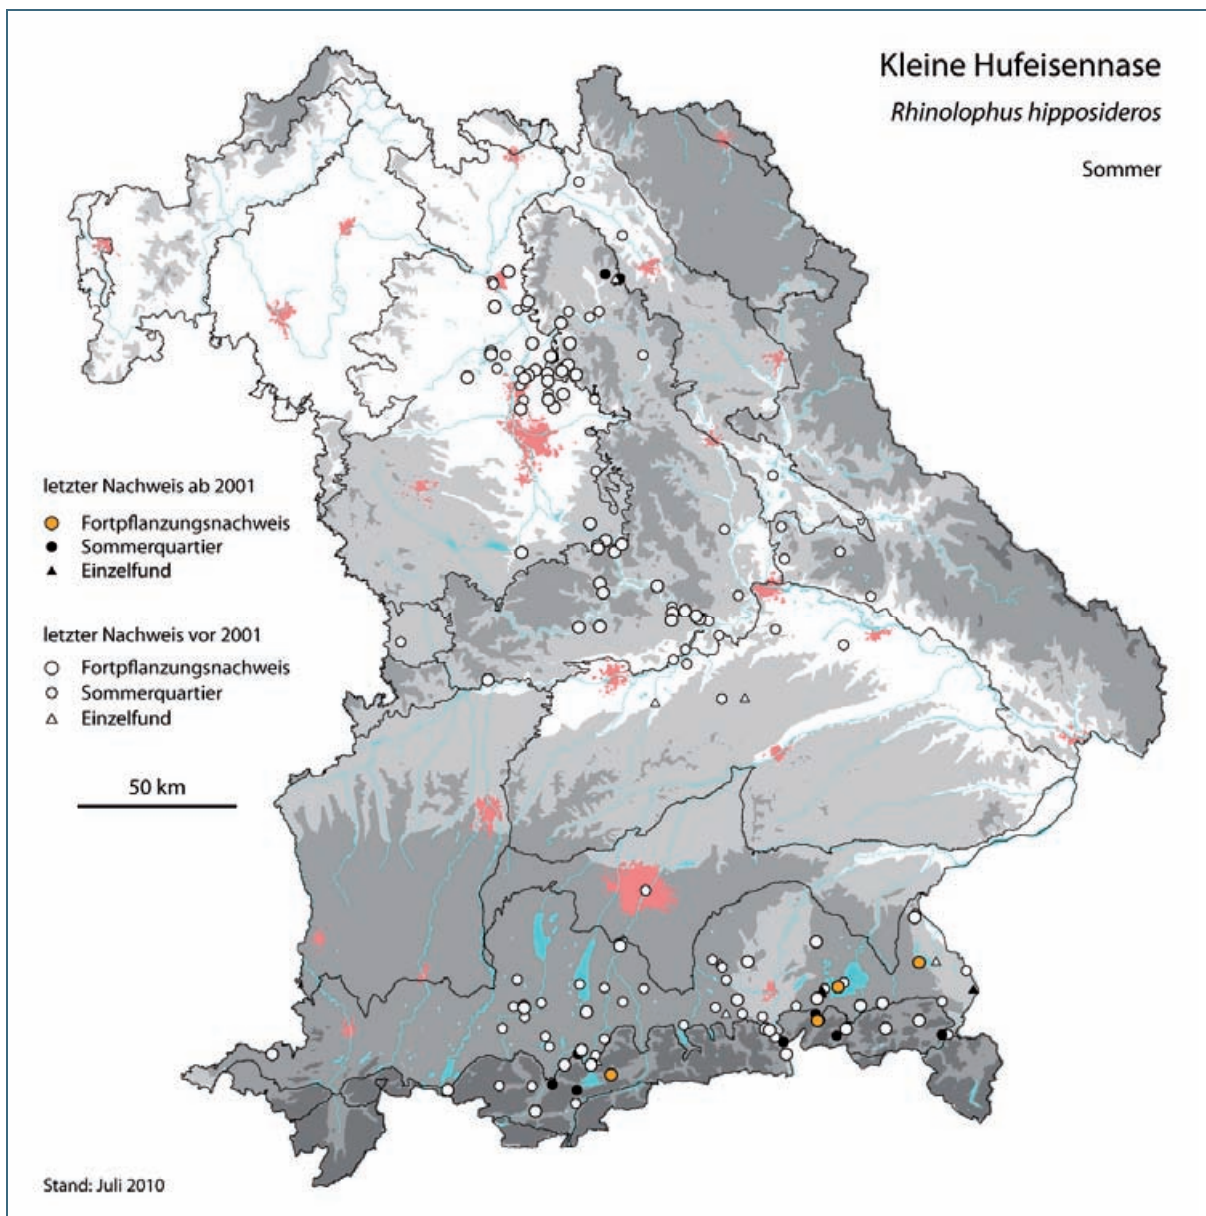 Kleine Hufeisennase
Rhinolophus hipposideros
Sommer
letzter Nachweis ab 2001
Fortpflanzungsnachweis
Sommerquartier
Einzelfund
letzter Nachweis vor 2001
Fortpflanzungsnachweis
Sommerquartier
Einzelfund
50 km
Stand: Juli 2010